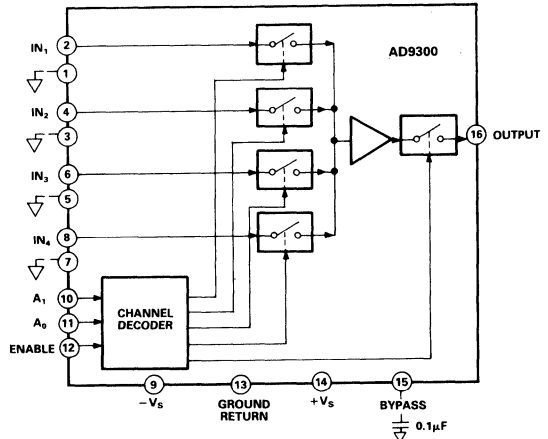 AD9300
IN1 2
1
IN2 4
3
IN3 6
5
IN4 8
7
16 OUTPUT
A1 10
A0 11
ENABLE 12
CHANNEL
DECODER
9 13 14 15
−VS GROUND
RETURN +VS BYPASS
0.1μF